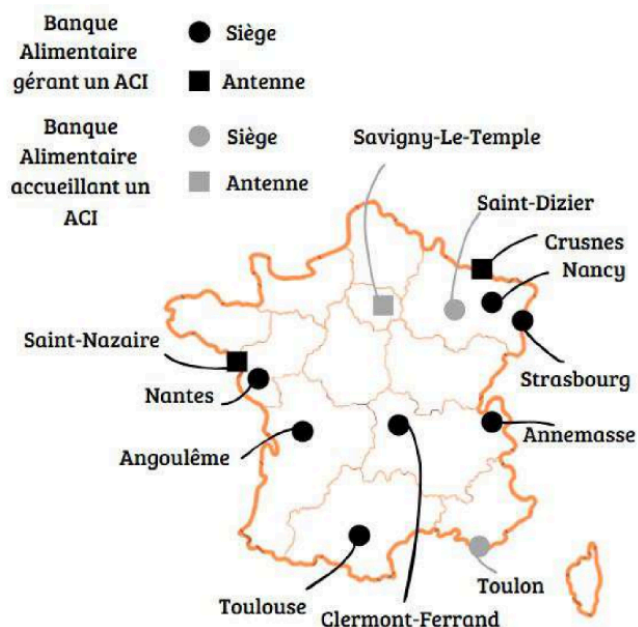 Banque
Alimentaire
gérant un ACI
Siège
Antenne
Banque
Alimentaire
accueillant un
ACI
Siège
Antenne
Savigny-Le-Temple
Saint-Dizier
Crusnes
Nancy
Saint-Nazaire
Strasbourg
Nantes
Annemasse
Angoulême
Toulon
Toulouse
Clermont-Ferrand